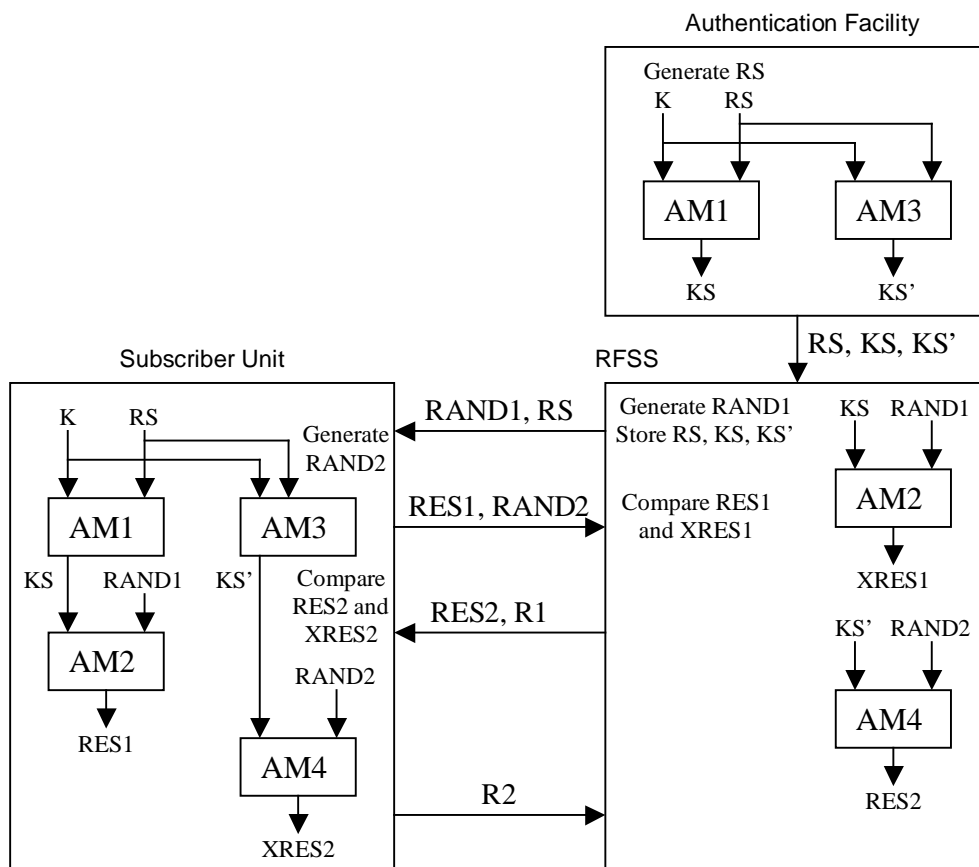 Authentication Facility
Generate RS
K RS
AM1 AM3
KS KS’
RS, KS, KS’
Subscriber Unit
K RS
Generate
RAND2
AM1 AM3
KS RAND1 KS’
Compare
RES2 and
XRES2
AM2
RAND2
RES1
AM4
XRES2
RAND1, RS
RES1, RAND2
RES2, R1
R2
RFSS
Generate RAND1
Store RS, KS, KS’
KS RAND1
AM2
Compare RES1
and XRES1
XRES1
KS’ RAND2
AM4
RES2